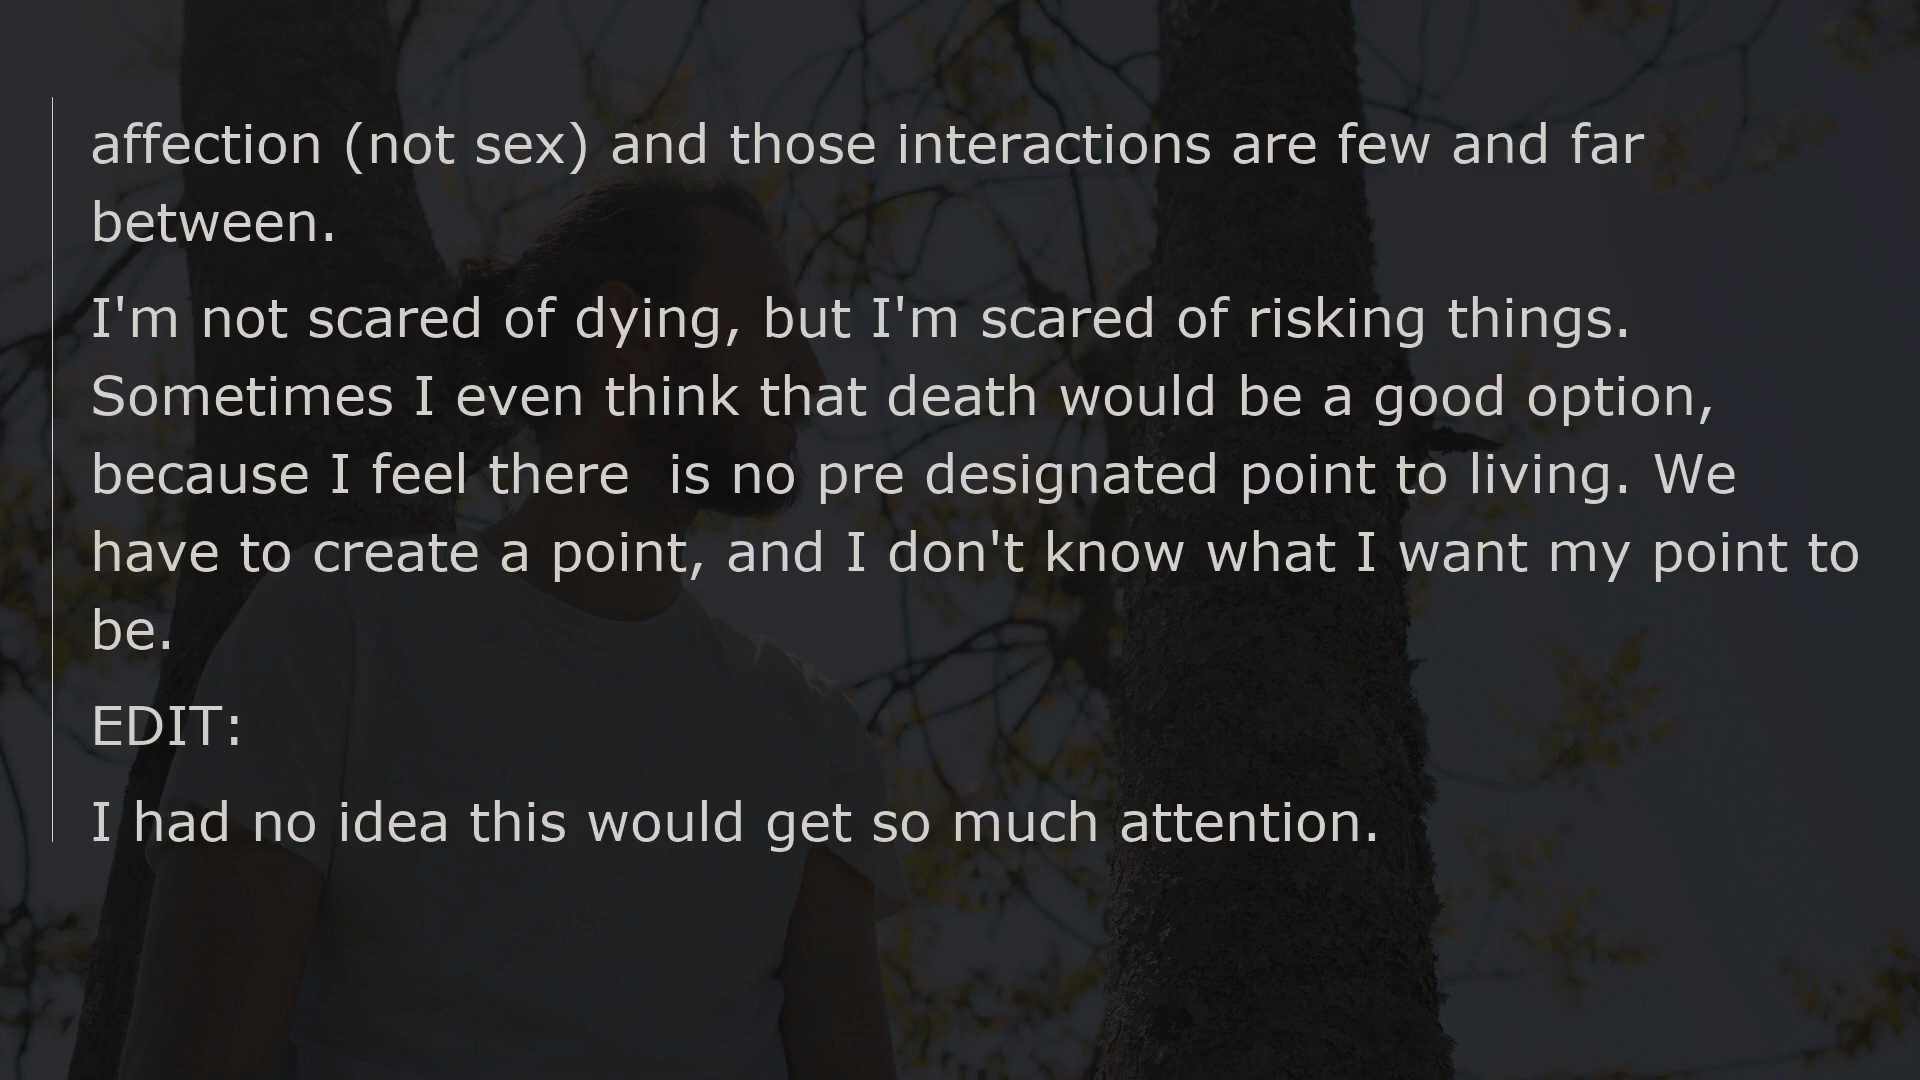 affection (not sex) and those interactions are few and far
between.
I'm not scared of dying, but I'm scared of risking things.
Sometimes I even think that death would be a good option,
because I feel there  is no pre designated point to living. We
have to create a point, and I don't know what I want my point to
be.
EDIT:
I had no idea this would get so much attention.